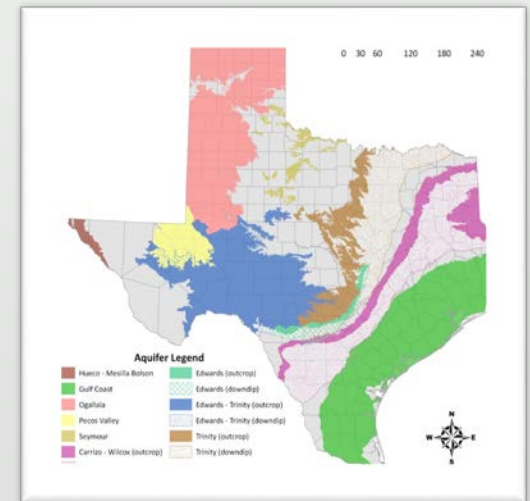 0 30 60 120 180 240
N
W E
S
Aquifer Legend
Hueco - Mesilla Bolson
Gulf Coast
Ogallala
Pecos Valley
Seymour
Carrizo - Wilcox (outcrop)
Edwards (outcrop)
Edwards (downdip)
Edwards - Trinity (outcrop)
Edwards - Trinity (downdip)
Trinity (outcrop)
Trinity (downdip)